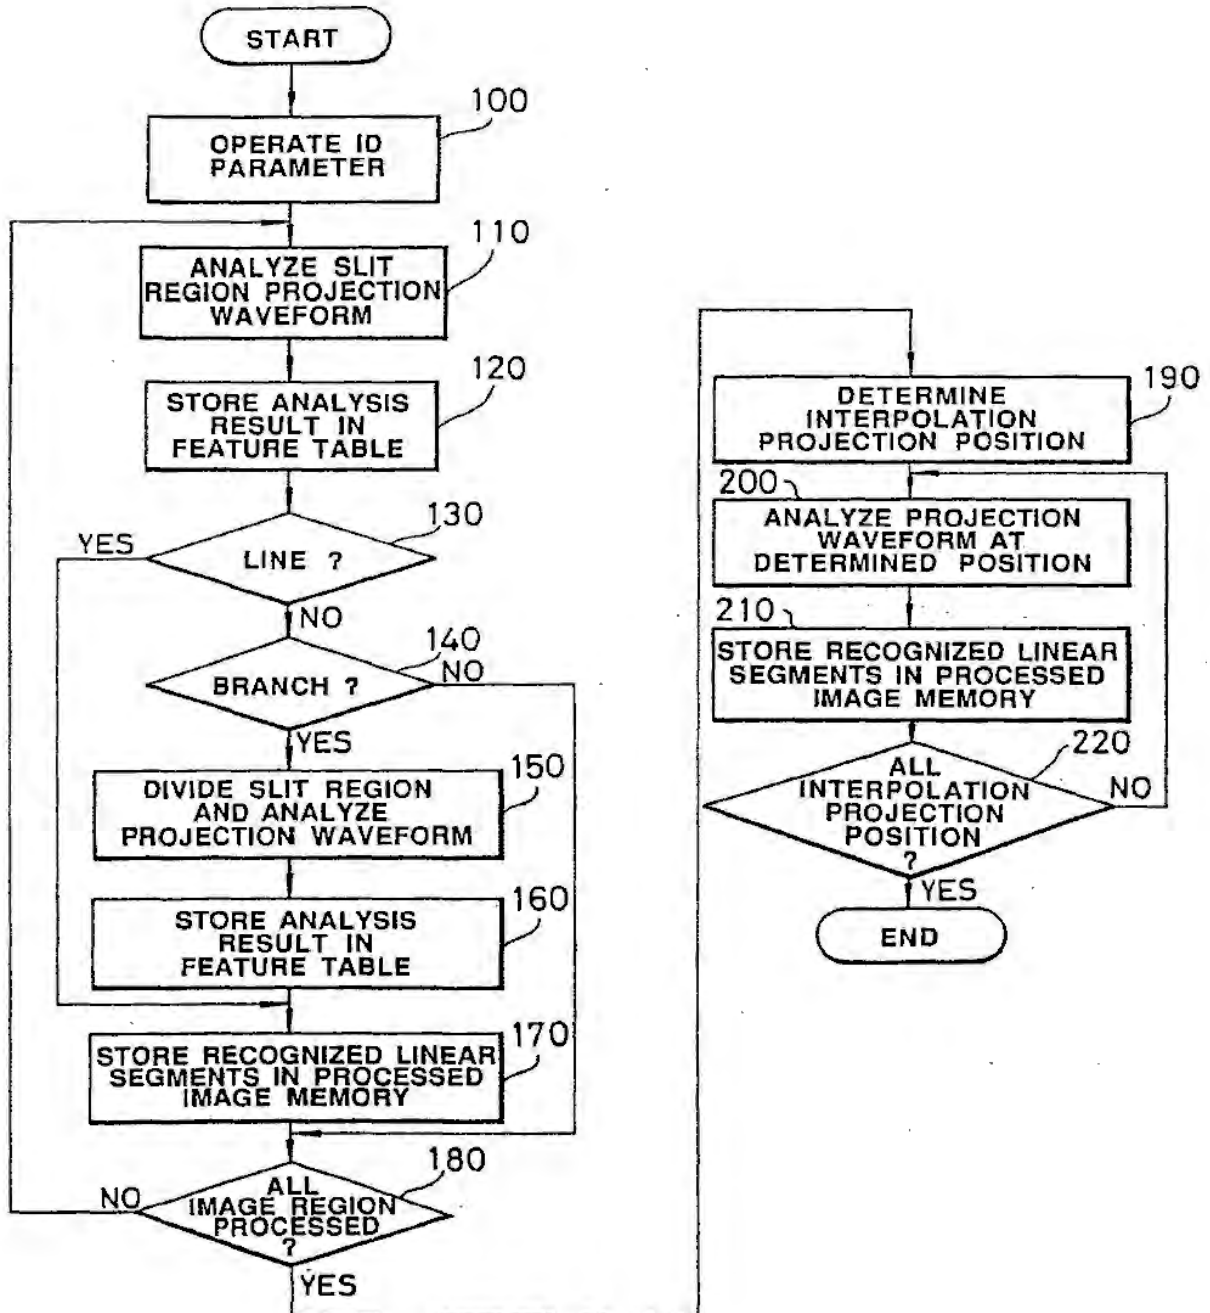 START
100
OPERATE ID
PARAMETER
110
ANALYZE SLIT
REGION PROJECTION
WAVEFORM
120
STORE ANALYSIS
RESULT IN
FEATURE TABLE
130
YES
LINE ?
NO
140
BRANCH ?
NO
YES
150
DIVIDE SLIT REGION
AND ANALYZE
PROJECTION WAVEFORM
160
STORE ANALYSIS
RESULT IN
FEATURE TABLE
170
STORE RECOGNIZED LINEAR
SEGMENTS IN PROCESSED
IMAGE MEMORY
180
NO
ALL
IMAGE REGION
PROCESSED
?
YES
190
DETERMINE
INTERPOLATION
PROJECTION POSITION
200
ANALYZE PROJECTION
WAVEFORM AT
DETERMINED POSITION
210
STORE RECOGNIZED LINEAR
SEGMENTS IN PROCESSED
IMAGE MEMORY
220
ALL
INTERPOLATION
PROJECTION
POSITION
?
NO
YES
END